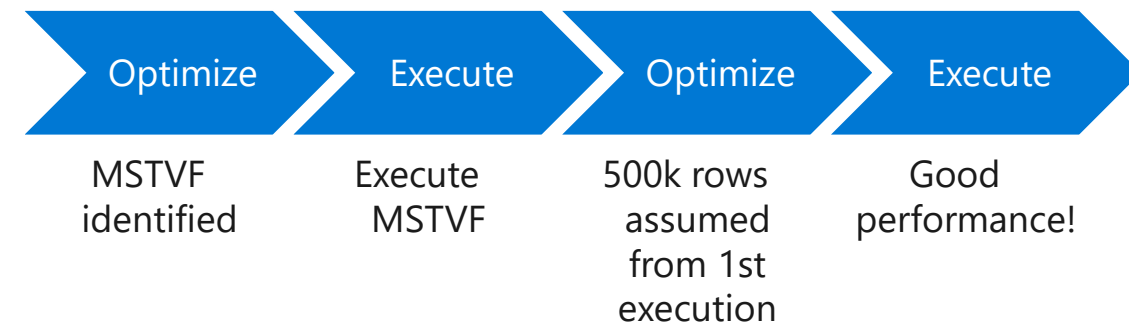 Optimize
Execute
Optimize
Execute
MSTVF
identified
Execute
MSTVF
500k rows
assumed
from 1st
execution
Good
performance!